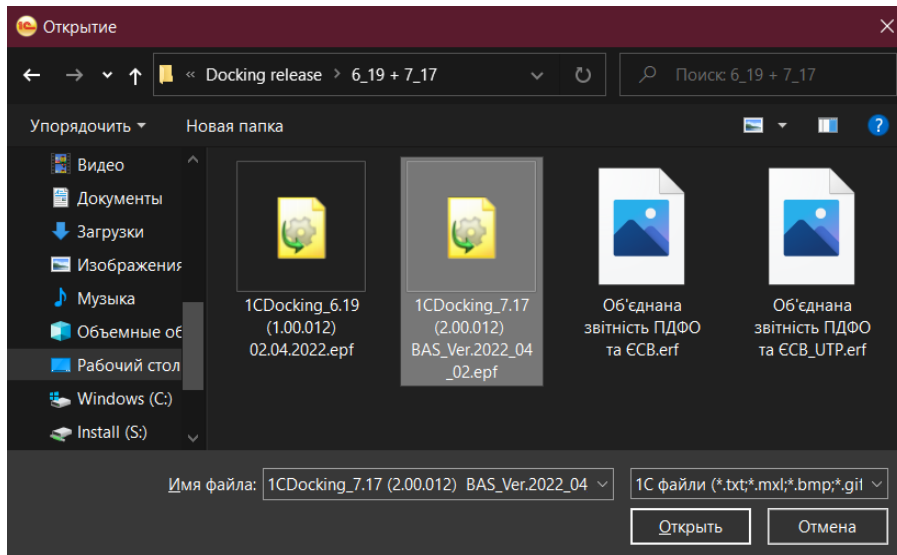 Открытие
« Docking release > 6_19 + 7_17
Поиск: 6_19 + 7_17
Упорядочить
Новая папка
Видео
Документы
Загрузки
Изображения
Музыка
Объемные об
Рабочий стол
Windows (C:)
Install (S:)
1CDocking_6.19
(1.00.012)
02.04.2022.epf
1CDocking_7.17
(2.00.012)
BAS_Ver.2022_04
_02.epf
Об'єднана
звітність ПДФО
та ЄСВ.erf
Об'єднана
звітність ПДФО
та ЄСВ_UTP.erf
Имя файла:
1CDocking_7.17 (2.00.012) BAS_Ver.2022_04
1С файли (*.txt;*.mxl;*.bmp;*.gif
Открыть
Отмена